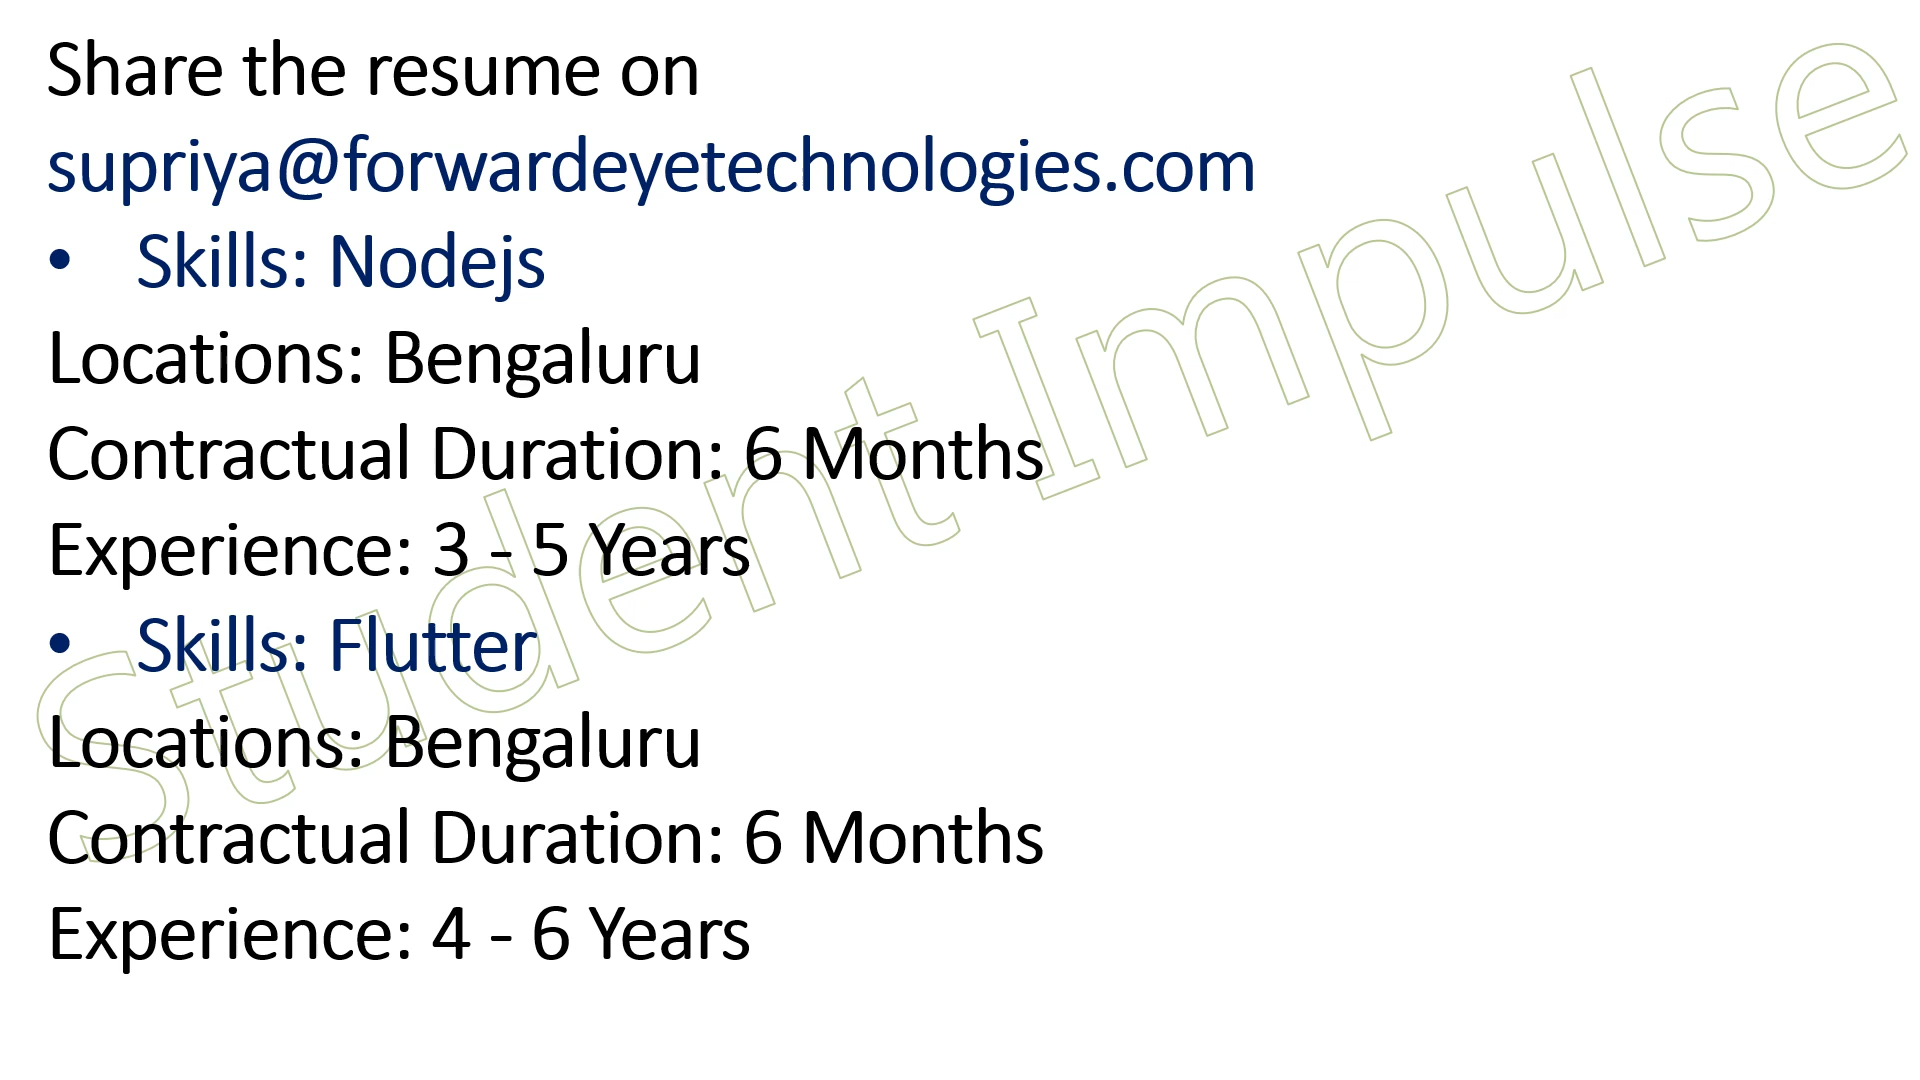 Share the resume on
supriya@forwardeyetechnologies.com
• Skills: Nodejs
Locations: Bengaluru
Contractual Duration: 6 Months
Experience: 3 - 5 Years
• Skills: Flutter
Locations: Bengaluru
Contractual Duration: 6 Months
Experience: 4 - 6 Years
Student Impulse